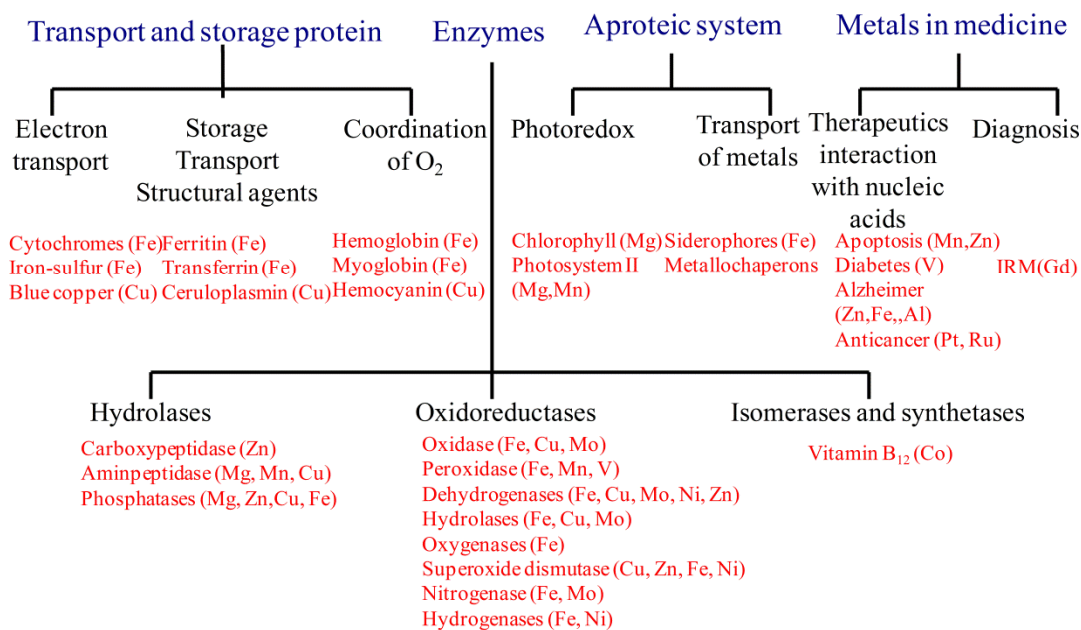 Transport and storage protein
Enzymes
Aproteic system
Metals in medicine
Electron
transport
Storage
Transport
Structural agents
Coordination
of O₂
Photoredox
Transport
of metals
Therapeutics
interaction
with nucleic
acids
Diagnosis
Cytochromes (Fe)
Iron-sulfur (Fe)
Blue copper (Cu)
Ferritin (Fe)
Transferrin (Fe)
Ceruloplasmin (Cu)
Hemoglobin (Fe)
Myoglobin (Fe)
Hemocyanin (Cu)
Chlorophyll (Mg)
Photosystem II
(Mg,Mn)
Siderophores (Fe)
Metallochaperons
Apoptosis (Mn,Zn)
Diabetes (V)
Alzheimer
(Zn,Fe,,Al)
Anticancer (Pt, Ru)
IRM(Gd)
Hydrolases
Carboxypeptidase (Zn)
Aminpeptidase (Mg, Mn, Cu)
Phosphatases (Mg, Zn,Cu, Fe)
Oxidoreductases
Oxidase (Fe, Cu, Mo)
Peroxidase (Fe, Mn, V)
Dehydrogenases (Fe, Cu, Mo, Ni, Zn)
Hydrolases (Fe, Cu, Mo)
Oxygenases (Fe)
Superoxide dismutase (Cu, Zn, Fe, Ni)
Nitrogenase (Fe, Mo)
Hydrogenases (Fe, Ni)
Isomerases and synthetases
Vitamin B₁₂ (Co)